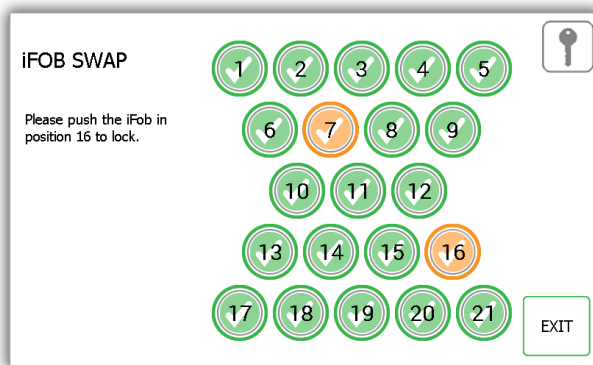 iFOB SWAP
Please push the iFob in
position 16 to lock.
1 2 3 4 5
6 7 8 9
10 11 12
13 14 15 16
17 18 19 20 21
EXIT